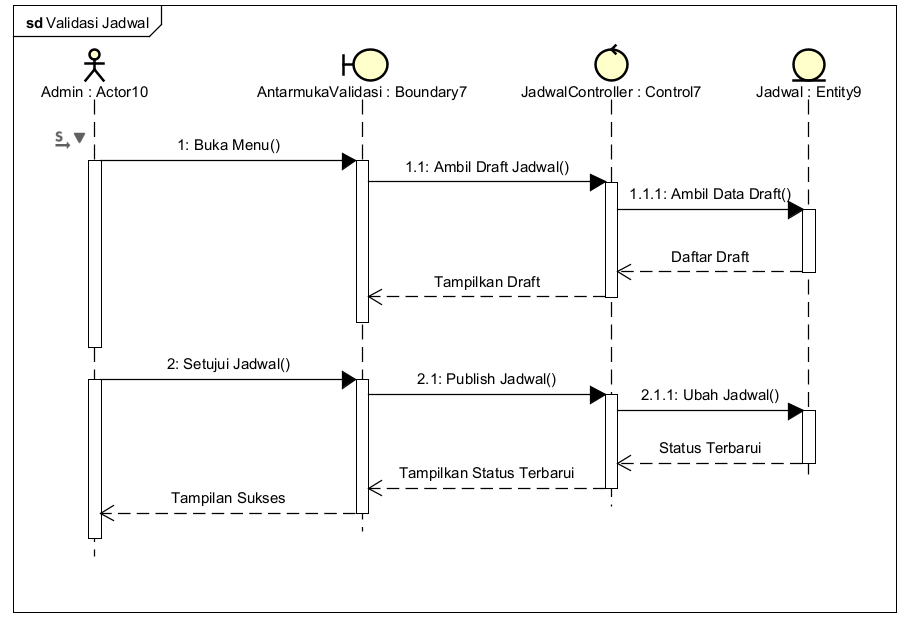 sd Validasi Jadwal
Admin : Actor10
AntarmukaValidasi : Boundary7
JadwalController : Control7
Jadwal : Entity9
S
1: Buka Menu()
1.1: Ambil Draft Jadwal()
1.1.1: Ambil Data Draft()
Daftar Draft
Tampilkan Draft
2: Setujui Jadwal()
2.1: Publish Jadwal()
2.1.1: Ubah Jadwal()
Status Terbarui
Tampilkan Status Terbarui
Tampilan Sukses